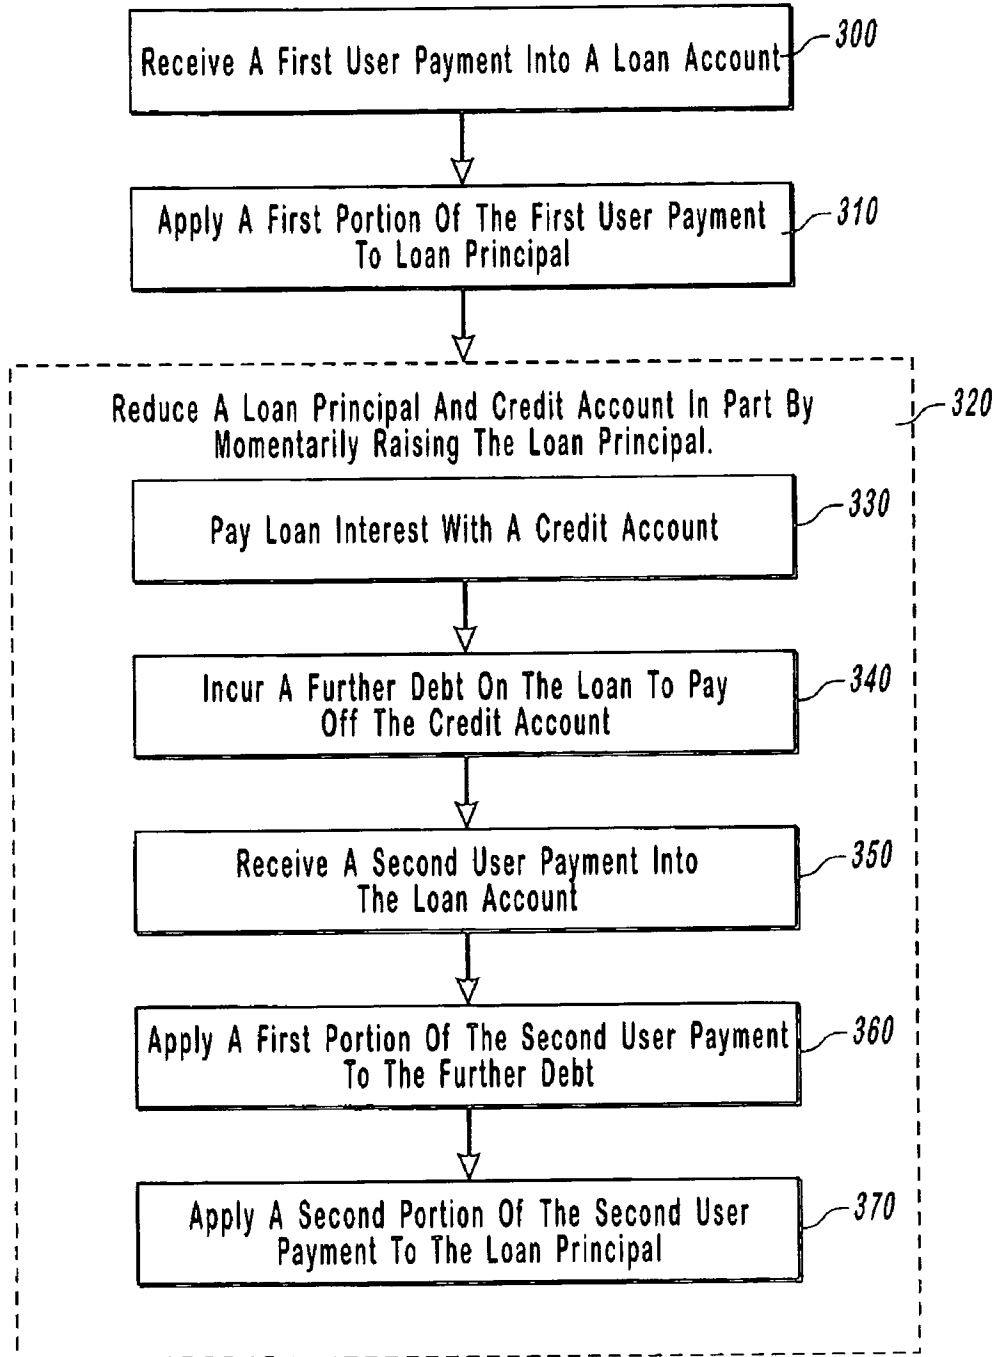 Receive A First User Payment Into A Loan Account
300
Apply A First Portion Of The First User Payment
To Loan Principal
310
Reduce A Loan Principal And Credit Account In Part By
Momentarily Raising The Loan Principal.
320
Pay Loan Interest With A Credit Account
330
Incur A Further Debt On The Loan To Pay
Off The Credit Account
340
Receive A Second User Payment Into
The Loan Account
350
Apply A First Portion Of The Second User Payment
To The Further Debt
360
Apply A Second Portion Of The Second User
Payment To The Loan Principal
370